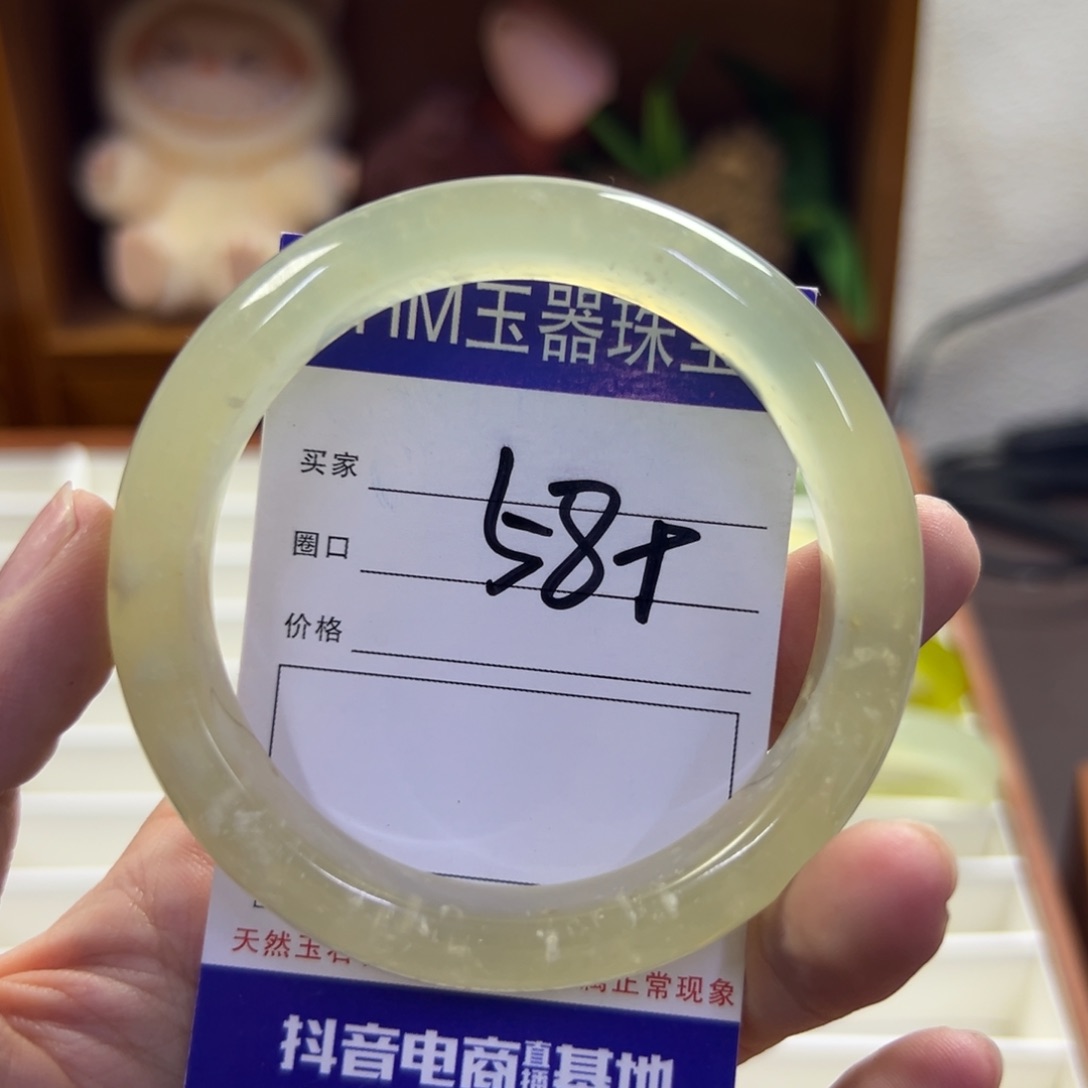 HM玉器珠宝
买家
圈口 58+
价格
天然玉石
属正常现象
抖音电商直播基地